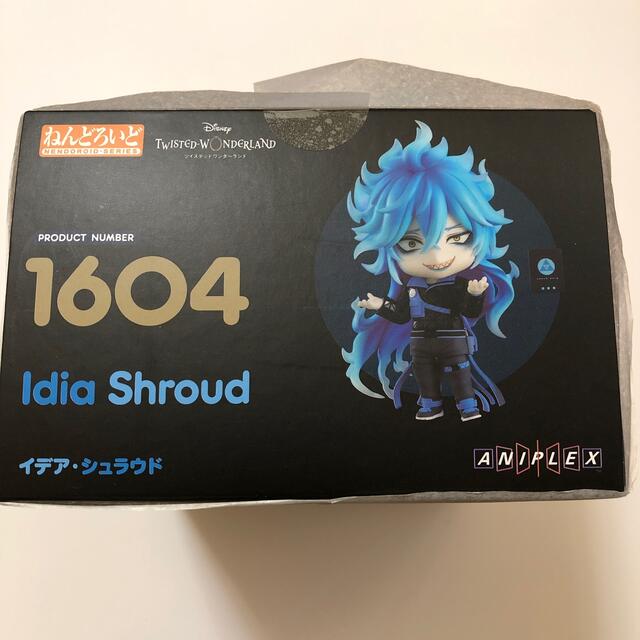 ねんどろいど
NENDOROID·SERIES
Disney
TWISTED-WONDERLAND
ツイステッドワンダーランド
PRODUCT NUMBER
1604
Idia Shroud
イデア・シュラウド
ANIPLEX